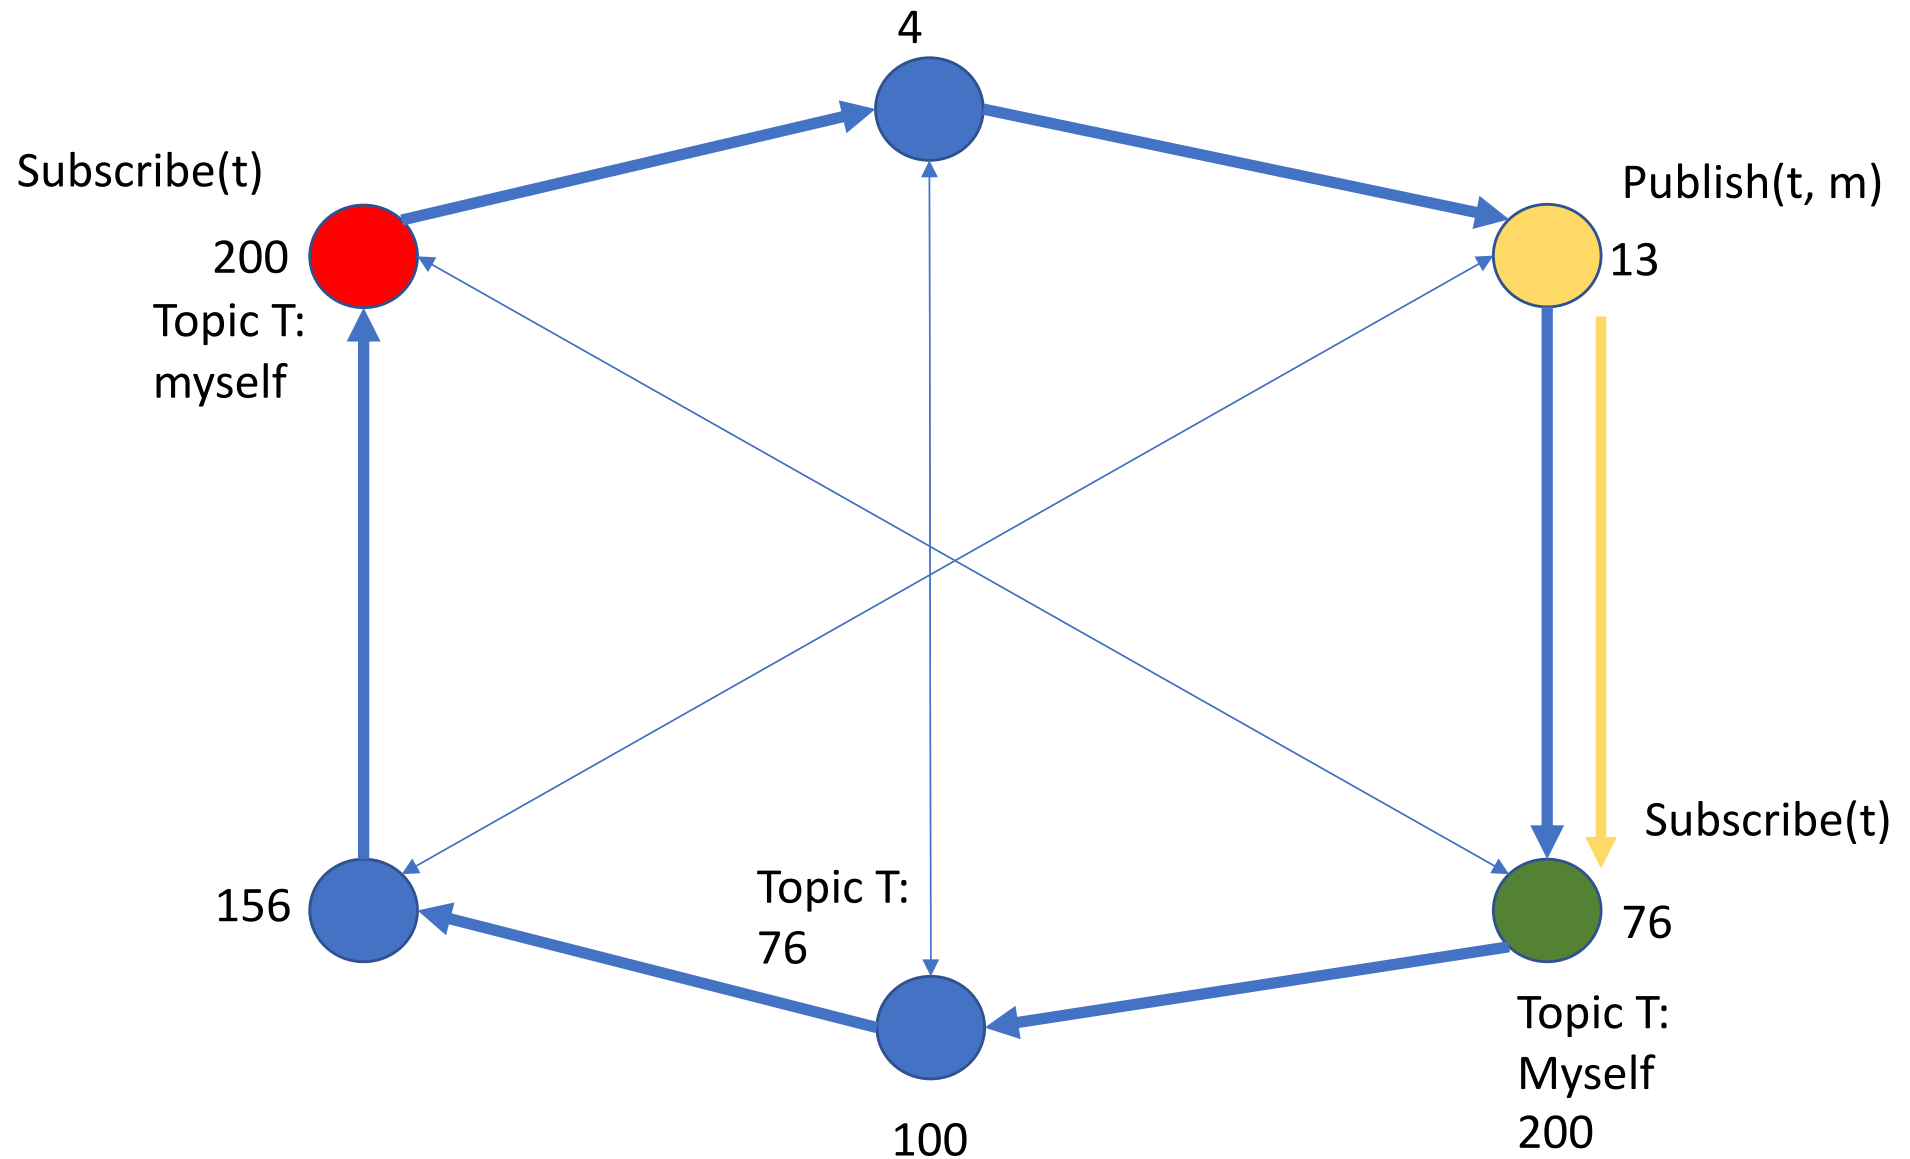 4
Subscribe(t)
Publish(t, m)
200
13
Topic T:
myself
Subscribe(t)
156
Topic T:
76
76
Topic T:
Myself
200
100